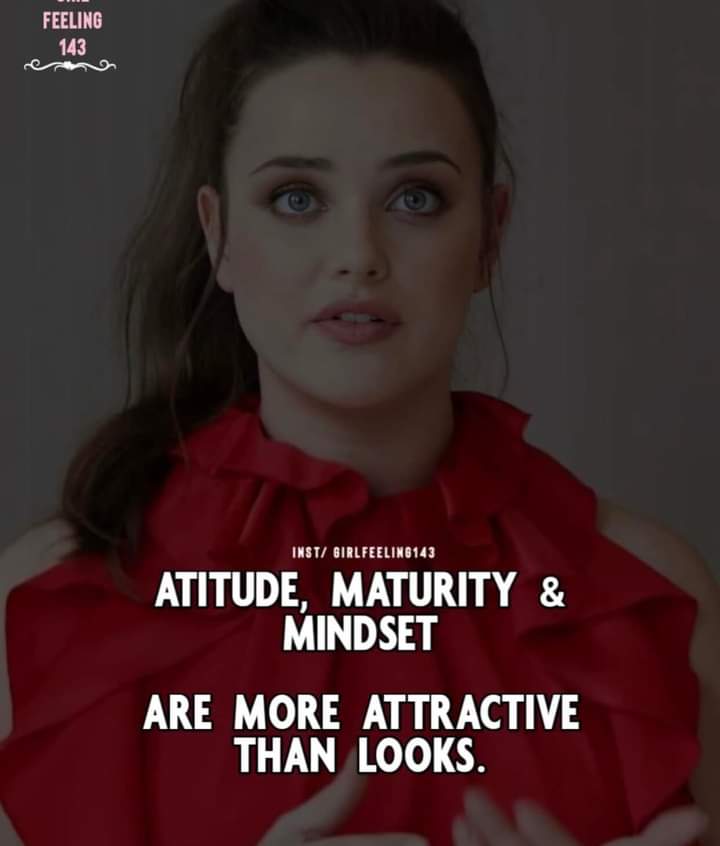 FEELING
143
INST/ GIRLFEELING143
ATITUDE, MATURITY &
MINDSET
ARE MORE ATTRACTIVE
THAN LOOKS.